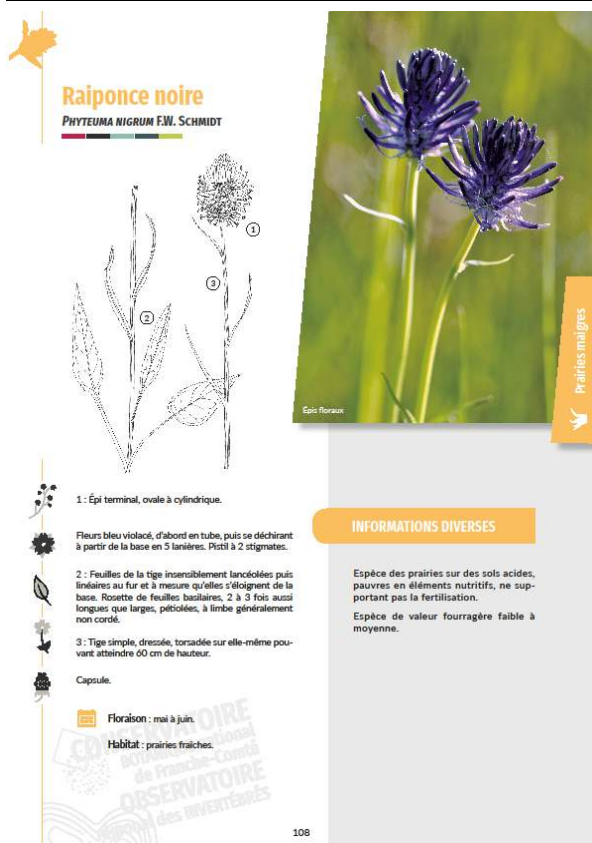 Raiponce noire
PHYTEUMA NIGRUM F.W. SCHMIDT
1
3
2
Épis floraux
Prairies maigres
1 : Épi terminal, ovale à cylindrique.
Fleurs bleu violacé, d'abord en tube, puis se déchirant
à partir de la base en 5 lanières. Pistil à 2 stigmates.
2 : Feuilles de la tige insensiblement lancéolées puis
linéaires au fur et à mesure qu'elles s'éloignent de la
base. Rosette de feuilles basilaires, 2 à 3 fois aussi
longues que larges, pétiolées, à limbe généralement
non cordé.
3 : Tige simple, dressée, torsadée sur elle-même pou-
vant atteindre 60 cm de hauteur.
Capsule.
Floraison : mai à juin.
Habitat : prairies fraîches.
INFORMATIONS DIVERSES
Espèce des prairies sur des sols acides,
pauvres en éléments nutritifs, ne sup-
portant pas la fertilisation.
Espèce de valeur fourragère faible à
moyenne.
CONSERVATOIRE
BOTANIQUE national
de Franche-Comté
OBSERVATOIRE
régional des INVERTÉBRÉS
108